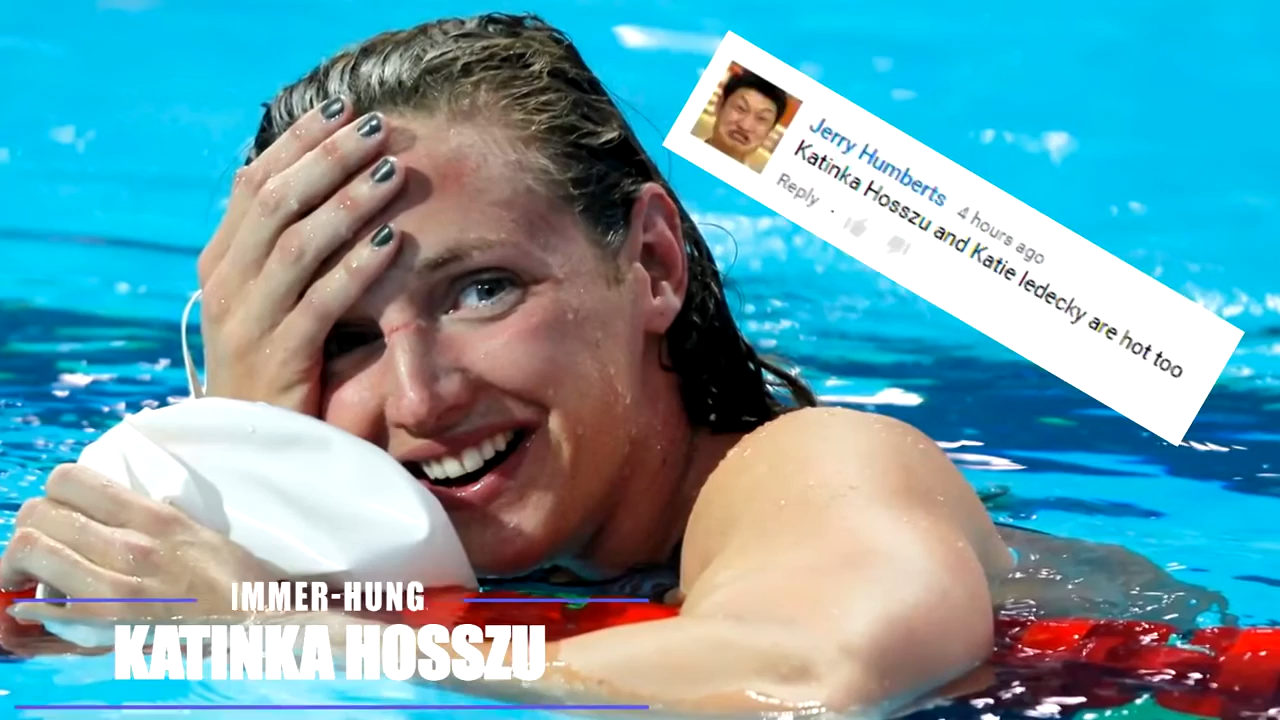 Jerry Humberts 4 hours ago
Katinka Hosszu and Katie ledecky are hot too
Reply .
IMMER-HUNG
KATINKA HOSSZU